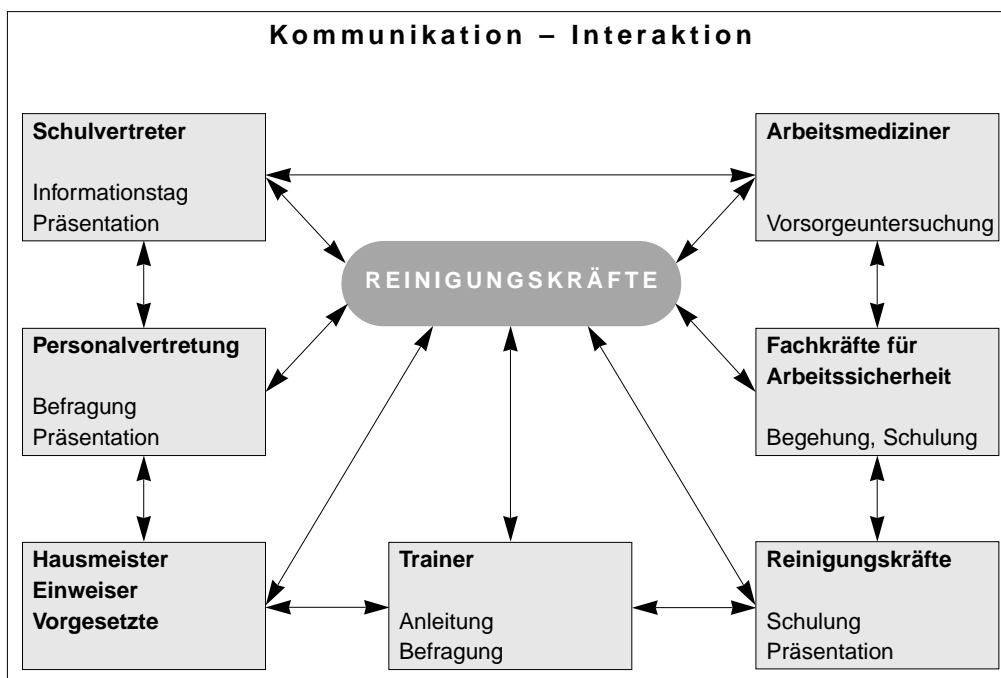 Kommunikation – Interaktion
Schulvertreter
Informationstag
Präsentation
Arbeitsmediziner
Vorsorgeuntersuchung
REINIGUNGSKRÄFTE
Personalvertretung
Befragung
Präsentation
Fachkräfte für
Arbeitssicherheit
Begehung, Schulung
Hausmeister
Einweiser
Vorgesetzte
Trainer
Anleitung
Befragung
Reinigungskräfte
Schulung
Präsentation